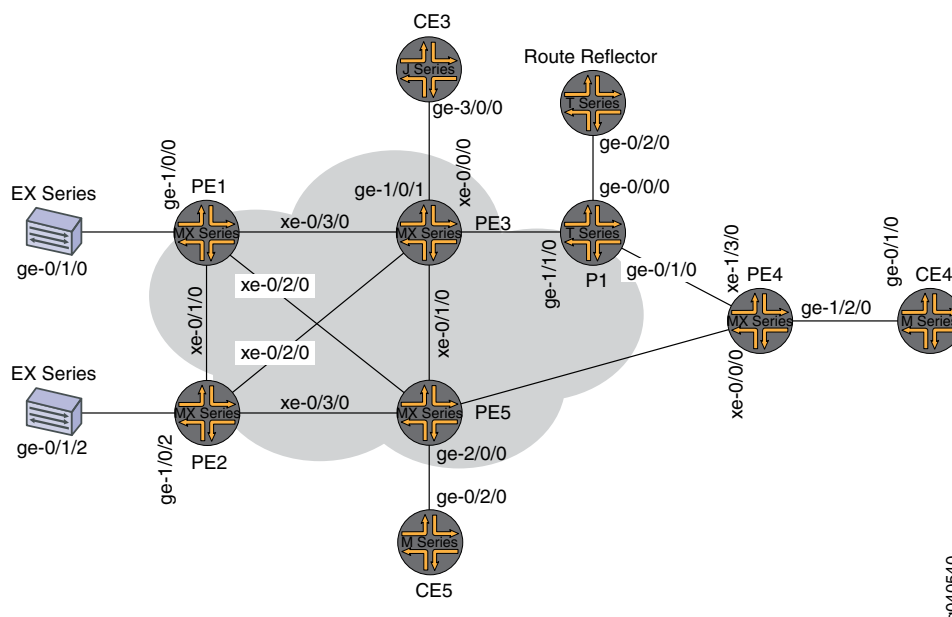 CE3
J Series
ge-3/0/0
Route Reflector
T Series
ge-0/2/0
ge-0/0/0
EX Series
ge-0/1/0
ge-1/0/0
PE1
MX Series
xe-0/3/0
ge-1/0/1
xe-0/0/0
MX Series
PE3
ge-1/1/0
T Series
P1
ge-0/1/0
xe-1/3/0
PE4
MX Series
xe-0/0/0
ge-1/2/0
ge-0/1/0
CE4
M Series
xe-0/1/0
xe-0/2/0
xe-0/2/0
xe-0/1/0
EX Series
ge-0/1/2
ge-1/0/2
MX Series
PE2
xe-0/3/0
MX Series
PE5
ge-2/0/0
ge-0/2/0
M Series
CE5
g040540